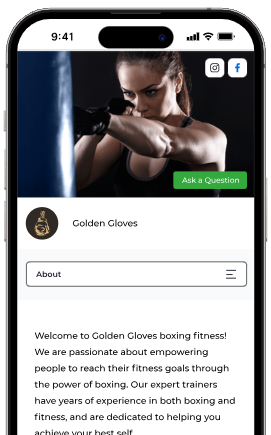 9:41
Ask a Question
Golden Gloves
About
Welcome to Golden Gloves boxing fitness!
We are passionate about empowering
people to reach their fitness goals through
the power of boxing. Our expert trainers
have years of experience in both boxing and
fitness, and are dedicated to helping you
achieve your best self